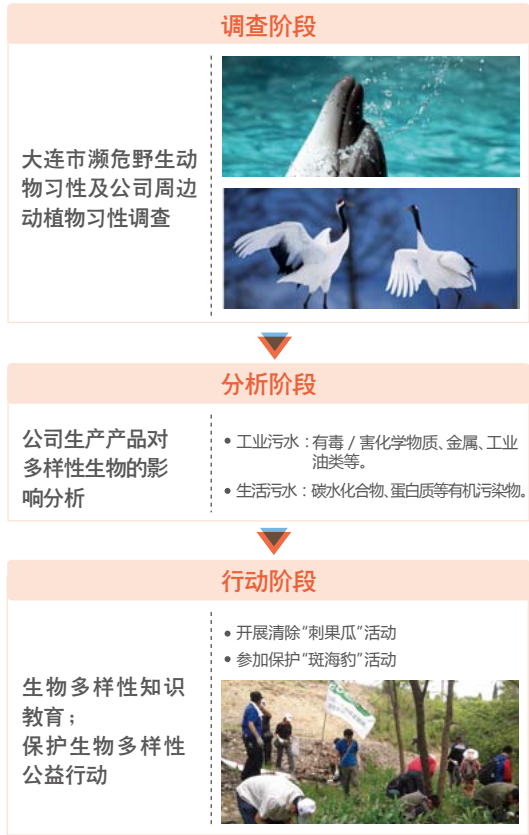 调查阶段
大连市濒危野生动
物习性及公司周边
动植物习性调查
分析阶段
公司生产产品对
多样性生物的影
响分析
• 工业污水：有毒 / 害化学物质、金属、工业
油类等。
• 生活污水：碳水化合物、蛋白质等有机污染物。
行动阶段
生物多样性知识
教育；
保护生物多样性
公益行动
• 开展清除“刺果瓜”活动
• 参加保护“斑海豹”活动